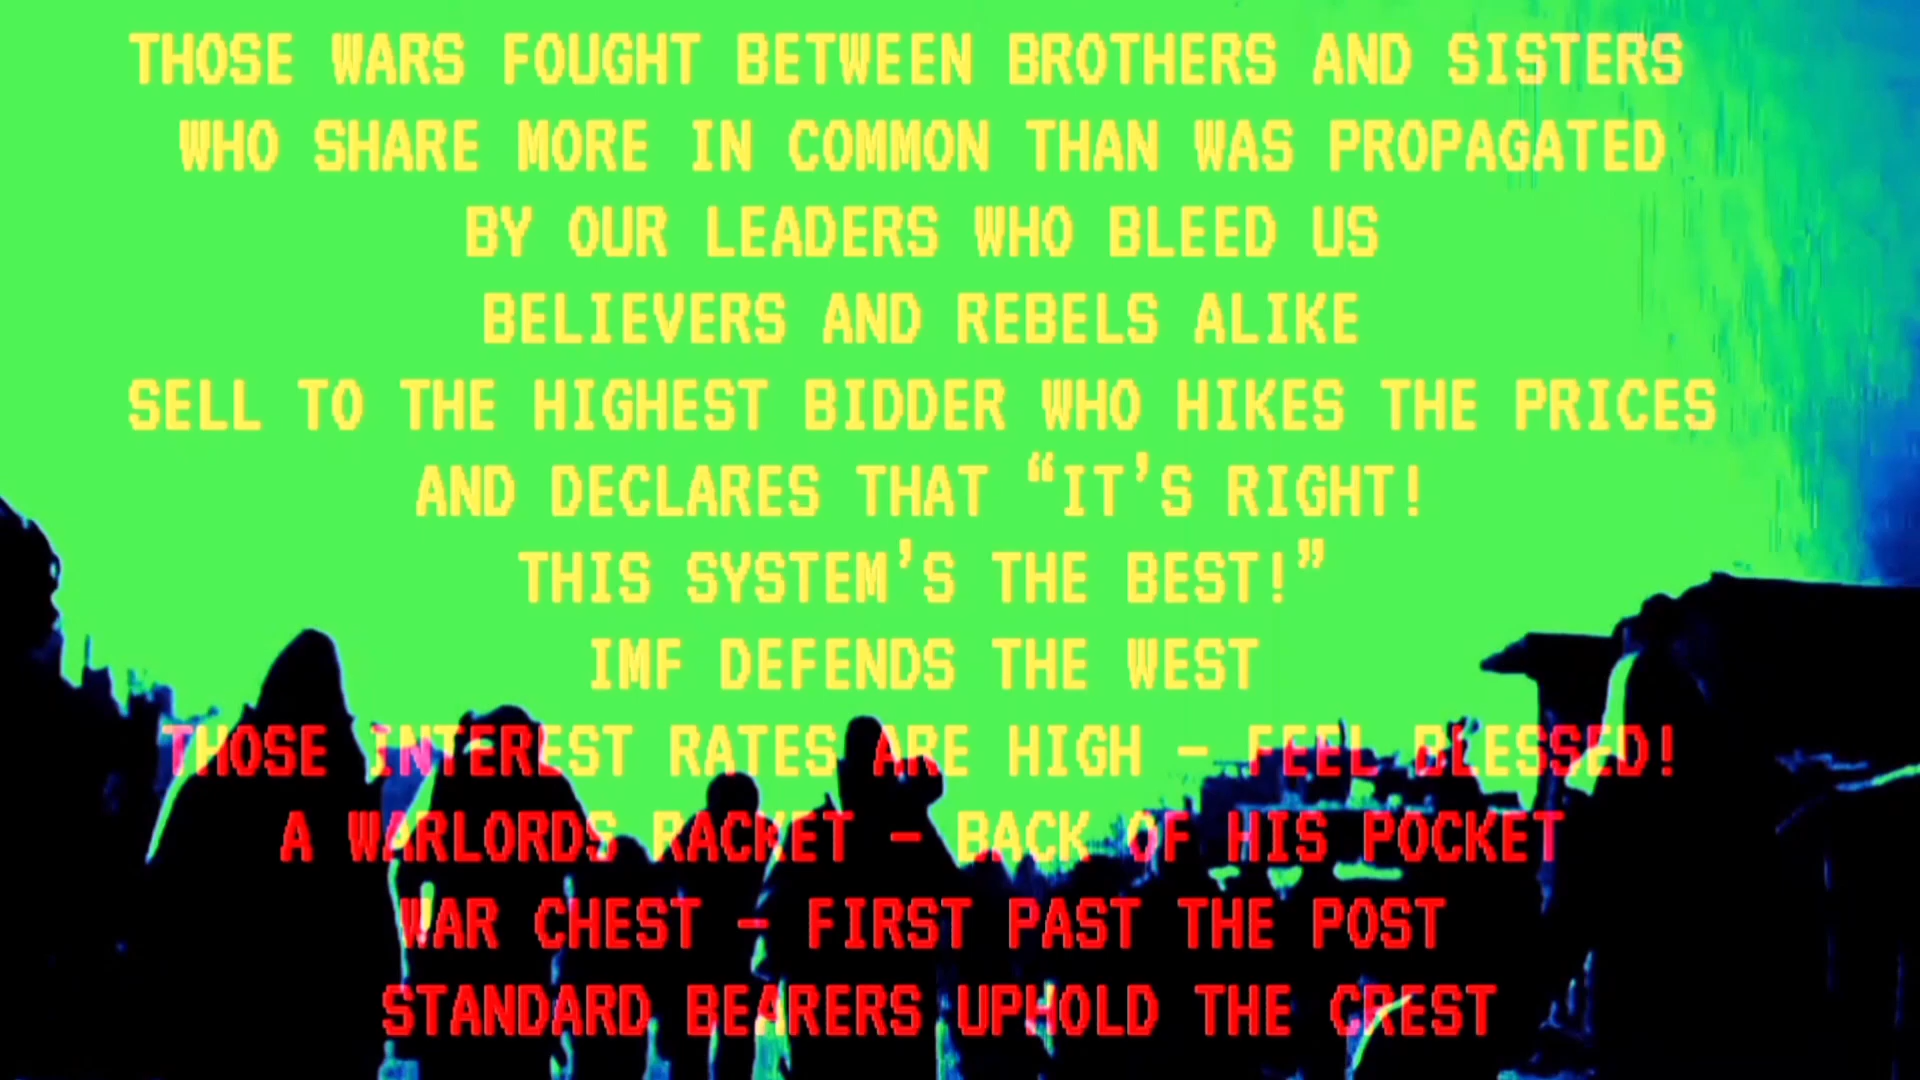 THOSE WARS FOUGHT BETWEEN BROTHERS AND SISTERS
WHO SHARE MORE IN COMMON THAN WAS PROPAGATED
BY OUR LEADERS WHO BLEED US
BELIEVERS AND REBELS ALIKE
SELL TO THE HIGHEST BIDDER WHO HIKES THE PRICES
AND DECLARES THAT “IT’S RIGHT!
THIS SYSTEM’S THE BEST!”
IMF DEFENDS THE WEST
THOSE INTEREST RATES ARE HIGH – FEEL BLESSED!
A WARLORDS RACKET – BACK OF HIS POCKET
WAR CHEST – FIRST PAST THE POST
STANDARD BEARERS UPHOLD THE CREST